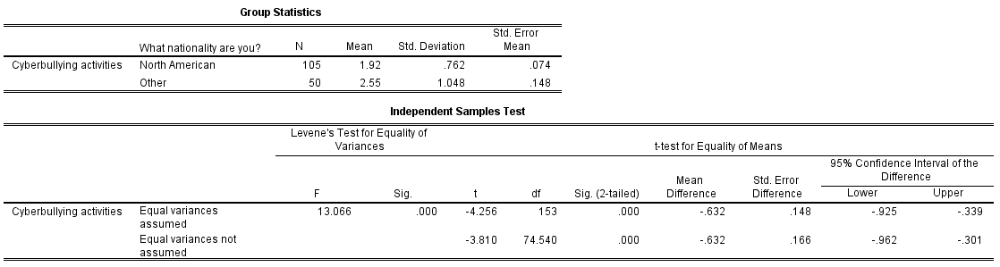 Group Statistics
What nationality are you? N Mean Std. Deviation Std. Error Mean
Cyberbullying activities North American 105 1.92 .762 .074
Other 50 2.55 1.048 .148
Independent Samples Test
Levene's Test for Equality of Variances t-test for Equality of Means
95% Confidence Interval of the Difference
F Sig. t df Sig. (2-tailed) Mean Difference Std. Error Difference Lower Upper
Cyberbullying activities Equal variances assumed 13.066 .000 -4.256 153 .000 -.632 .148 -.925 -.339
Equal variances not assumed -3.810 74.540 .000 -.632 .166 -.962 -.301